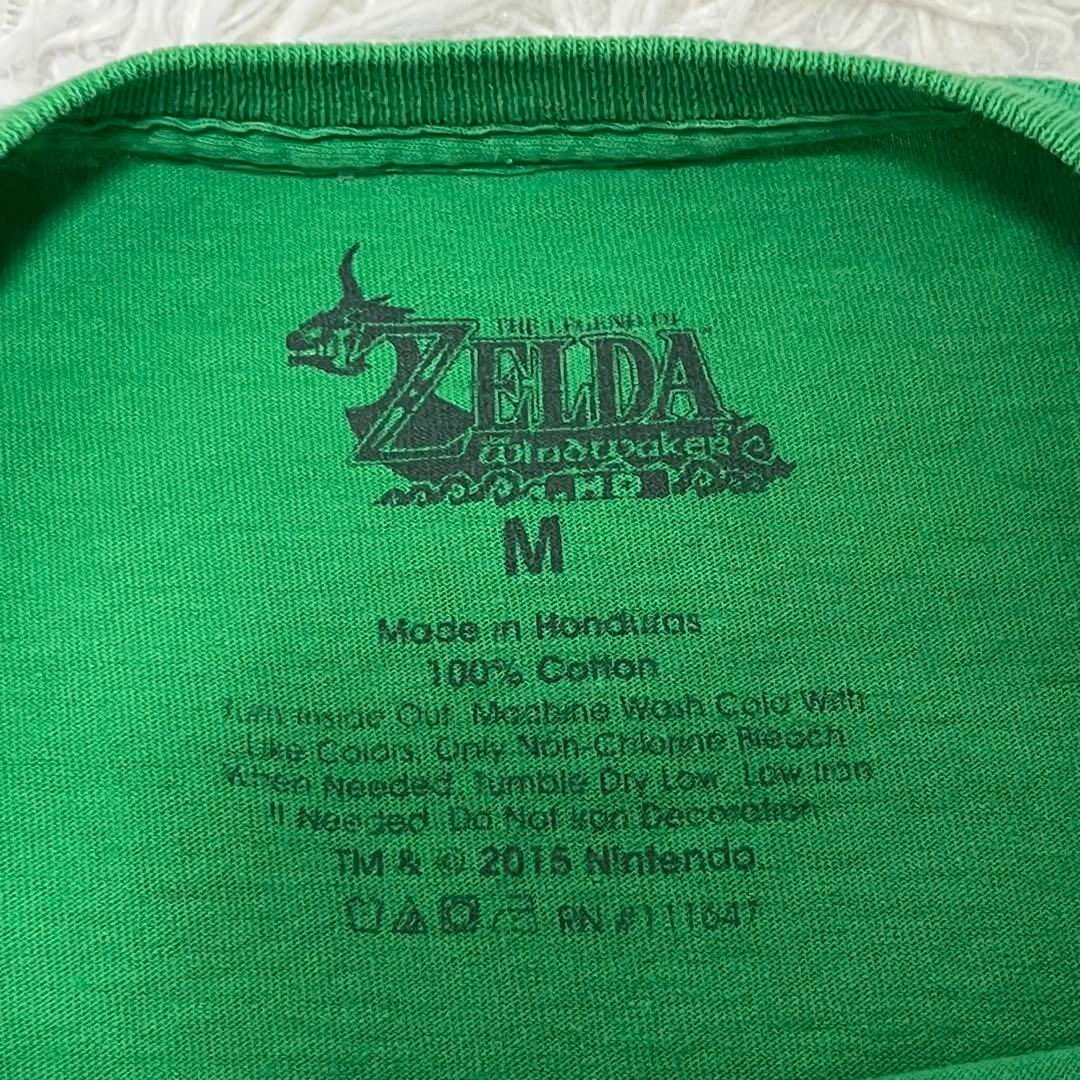 THE LEGEND OF
ZELDA
Windwaker
HD
M
Made in Honduras
100% Cotton
Turn Inside Out, Machine Wash Cold With
Like Colors, Only Non-Chlorine Bleach
When Needed, Tumble Dry Low, Low Iron
If Needed, Do Not Iron Decoration
TM & © 2015 Nintendo.
RN #111647